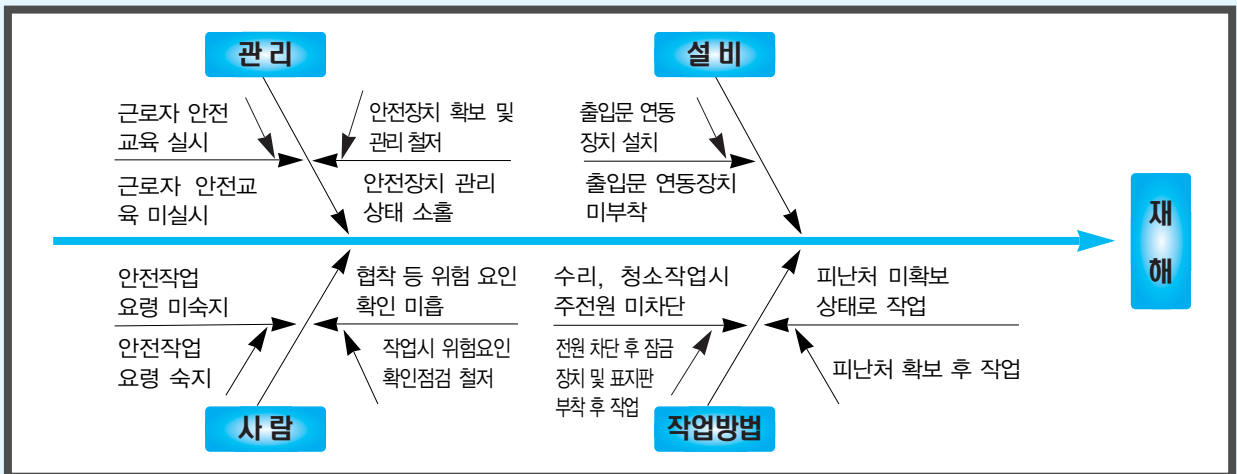 관 리
설 비
근로자 안전
교육 실시
안전장치 확보 및
관리 철저
출입문 연동
장치 설치
근로자 안전교
육 미실시
안전장치 관리
상태 소홀
출입문 연동장치
미부착
재
해
안전작업
요령 미숙지
협착 등 위험 요인
확인 미흡
수리, 청소작업시
주전원 미차단
피난처 미확보
상태로 작업
안전작업
요령 숙지
작업시 위험요인
확인점검 철저
전원 차단 후 잠금
장치 및 표지판
부착 후 작업
피난처 확보 후 작업
사 람
작업방법